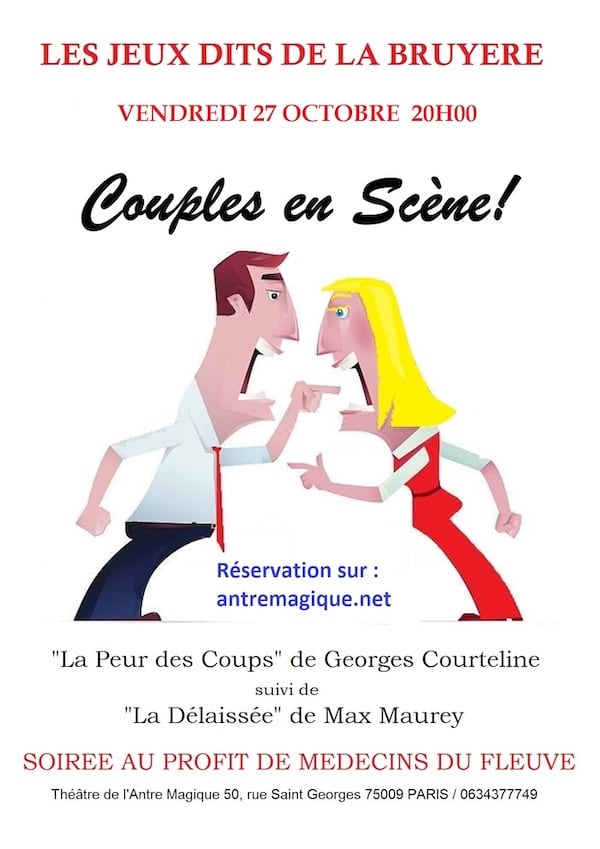 LES JEUX DITS DE LA BRUYERE
VENDREDI 27 OCTOBRE 20H00
Couples en Scène!
Réservation sur :
antremagique.net
"La Peur des Coups" de Georges Courteline
suivi de
"La Délaissée" de Max Maurey
SOIREE AU PROFIT DE MEDECINS DU FLEUVE
Théâtre de l'Antre Magique 50, rue Saint Georges 75009 PARIS / 0634377749